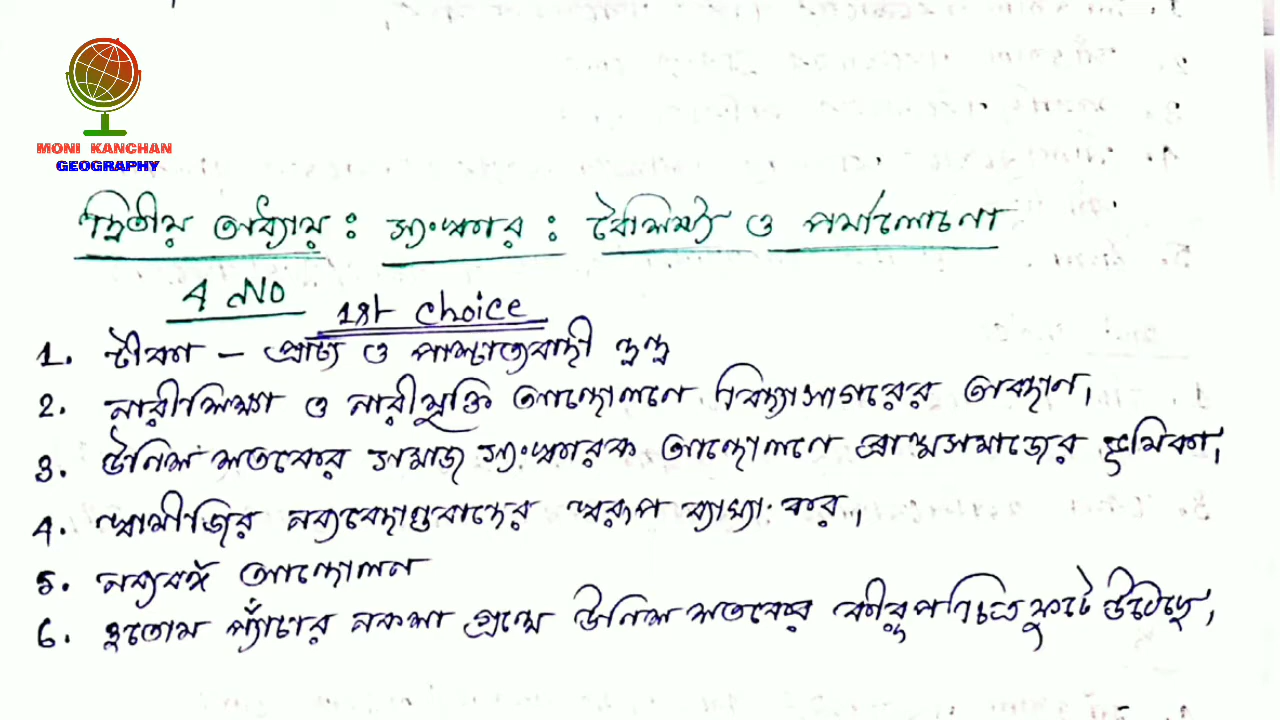 MONI KANCHAN
GEOGRAPHY
দ্বিতীয় অধ্যায় : সংস্কার : বৈশিষ্ট্য ও পর্যালোচনা
4 NO
1st choice
1. টীকা - প্রাচ্য ও পাশ্চাত্যবাদী দ্বন্দ্ব
2. নারীশিক্ষা ও নারীমুক্তি আন্দোলনে বিদ্যাসাগরের অবদান।
3. উনিশ শতকের সমাজ সংস্কারক আন্দোলনে ব্রাহ্মসমাজের ভূমিকা।
4. স্বামীজির নব্যবেদান্তবাদের স্বরূপ ব্যাখ্যা কর।
5. নব্যবঙ্গ আন্দোলন
6. হুতোম প্যাঁচার নকশা গ্রন্থে উনিশ শতকের কীরূপ চিত্র ফুটে উঠেছে।